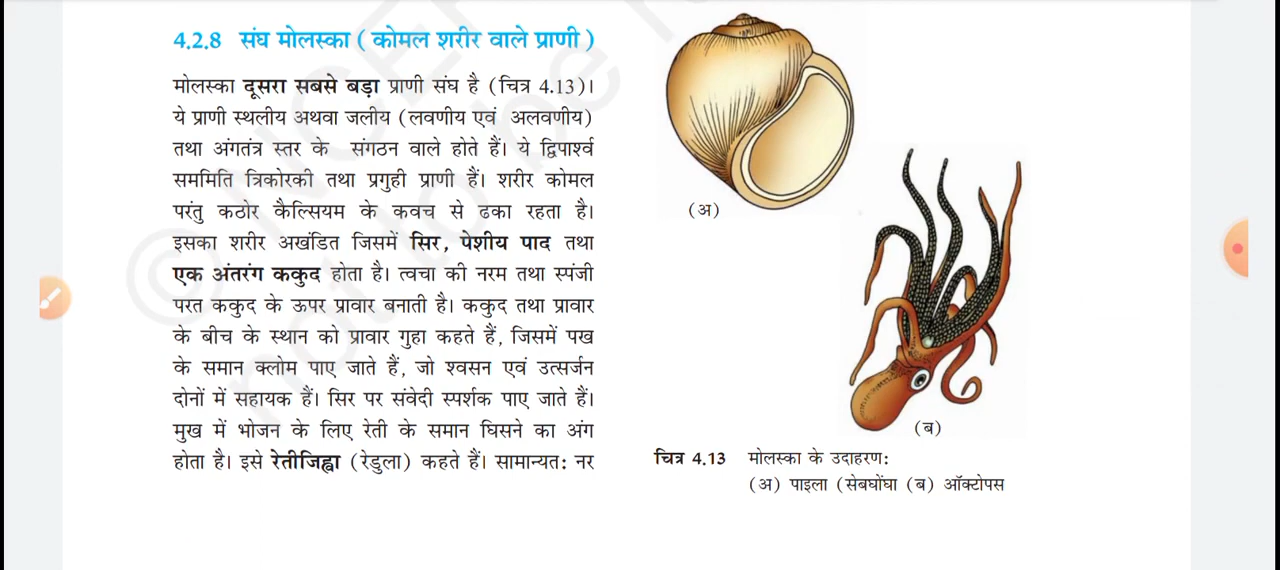 4.2.8 संघ मोलस्का ( कोमल शरीर वाले प्राणी )
मोलस्का दूसरा सबसे बड़ा प्राणी संघ है (चित्र 4.13)।
ये प्राणी स्थलीय अथवा जलीय (लवणीय एवं अलवणीय)
तथा अंगतंत्र स्तर के संगठन वाले होते हैं। ये द्विपार्श्व
सममिति त्रिकोरकी तथा प्रगुही प्राणी हैं। शरीर कोमल
परंतु कठोर कैल्सियम के कवच से ढका रहता है।
इसका शरीर अखंडित जिसमें सिर, पेशीय पाद तथा
एक अंतरंग ककुद होता है। त्वचा की नरम तथा स्पंजी
परत ककुद के ऊपर प्रावार बनाती है। ककुद तथा प्रावार
के बीच के स्थान को प्रावार गुहा कहते हैं, जिसमें पख
के समान क्लोम पाए जाते हैं, जो श्वसन एवं उत्सर्जन
दोनों में सहायक हैं। सिर पर संवेदी स्पर्शक पाए जाते हैं।
मुख में भोजन के लिए रेती के समान घिसने का अंग
होता है। इसे रेतीजिह्वा (रेडुला) कहते हैं। सामान्यत: नर
(अ)
(ब)
चित्र 4.13 मोलस्का के उदाहरण:
(अ) पाइला (सेबघोंघा (ब) ऑक्टोपस